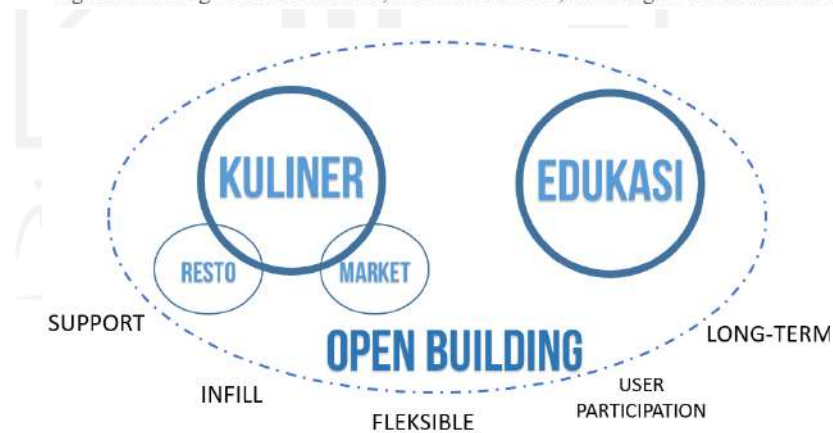 KULINER
EDUKASI
RESTO
MARKET
SUPPORT
OPEN BUILDING
LONG-TERM
INFILL
USER
PARTICIPATION
FLEKSIBLE